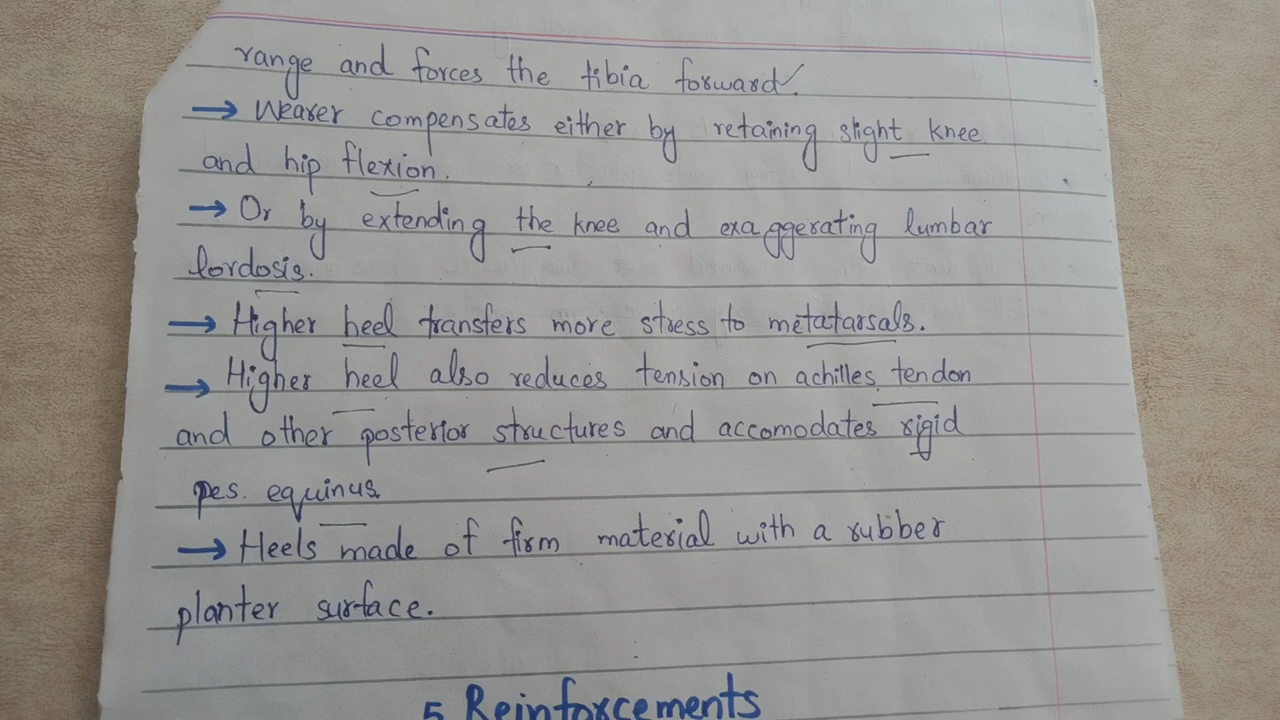 range and forces the tibia forward.
→ Wearer compensates either by retaining slight knee
and hip flexion.
→ Or by extending the knee and exaggerating lumbar
lordosis.
→ Higher heel transfers more stress to metatarsals.
→ Higher heel also reduces tension on achilles tendon
and other posterior structures and accomodates rigid
pes. equinus.
→ Heels made of firm material with a rubber
planter surface.
5 Reinforcements